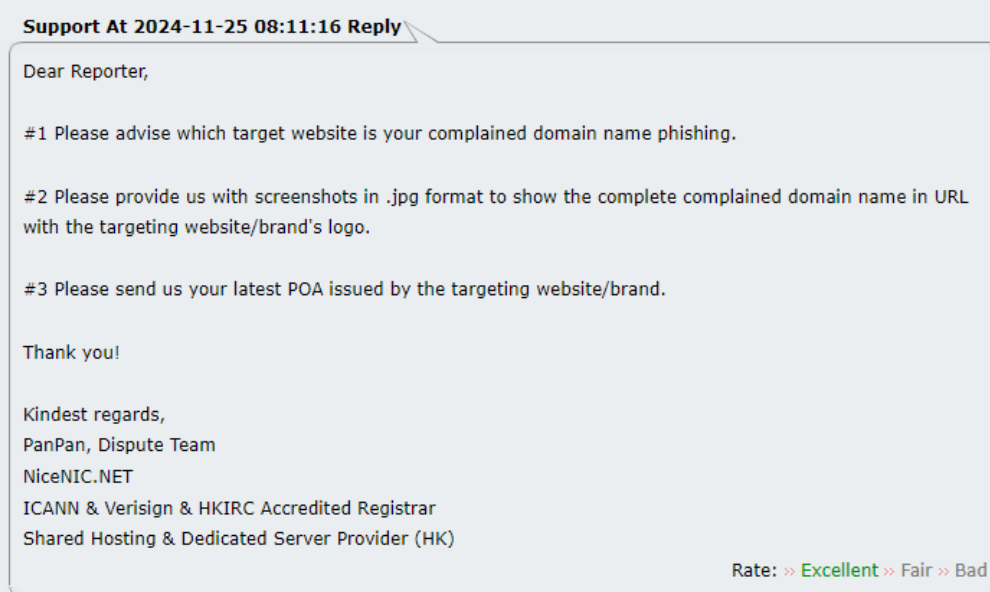 Support At 2024-11-25 08:11:16 Reply
Dear Reporter,
#1 Please advise which target website is your complained domain name phishing.
#2 Please provide us with screenshots in .jpg format to show the complete complained domain name in URL
with the targeting website/brand's logo.
#3 Please send us your latest POA issued by the targeting website/brand.
Thank you!
Kindest regards,
PanPan, Dispute Team
NiceNIC.NET
ICANN & Verisign & HKIRC Accredited Registrar
Shared Hosting & Dedicated Server Provider (HK)
Rate: » Excellent » Fair » Bad